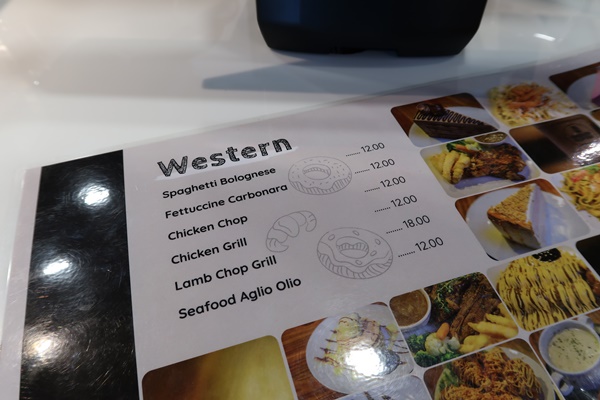 Western
Spaghetti Bolognese ...... 12.00
Fettuccine Carbonara ....... 12.00
Chicken Chop ....... 12.00
Chicken Grill ....... 12.00
Lamb Chop Grill ........ 18.00
Seafood Aglio Olio ........ 12.00